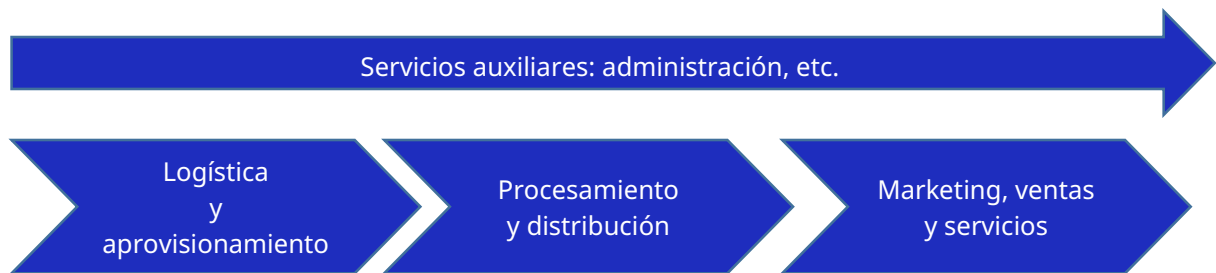 Servicios auxiliares: administración, etc.
Logística
y
aprovisionamiento
Procesamiento
y distribución
Marketing, ventas
y servicios